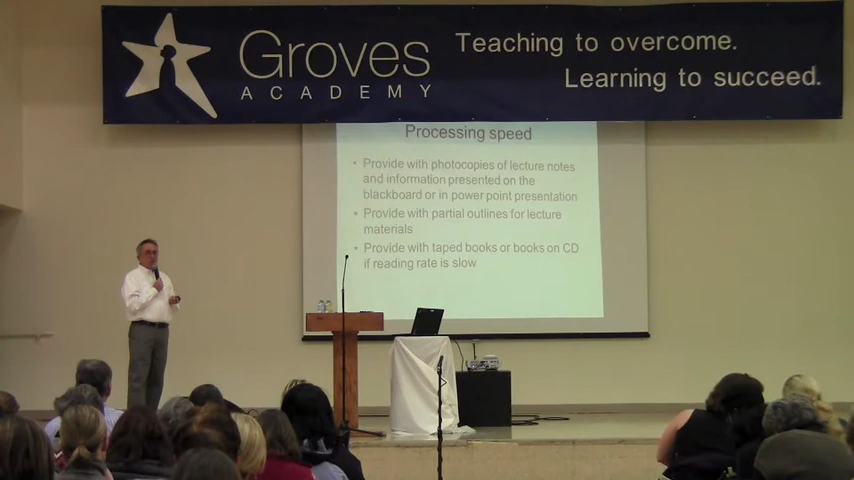 Groves
ACADEMY
Teaching to overcome.
Learning to succeed.
Processing speed
• Provide with photocopies of lecture notes
and information presented on the
blackboard or in power point presentation
• Provide with partial outlines for lecture
materials
• Provide with taped books or books on CD
if reading rate is slow